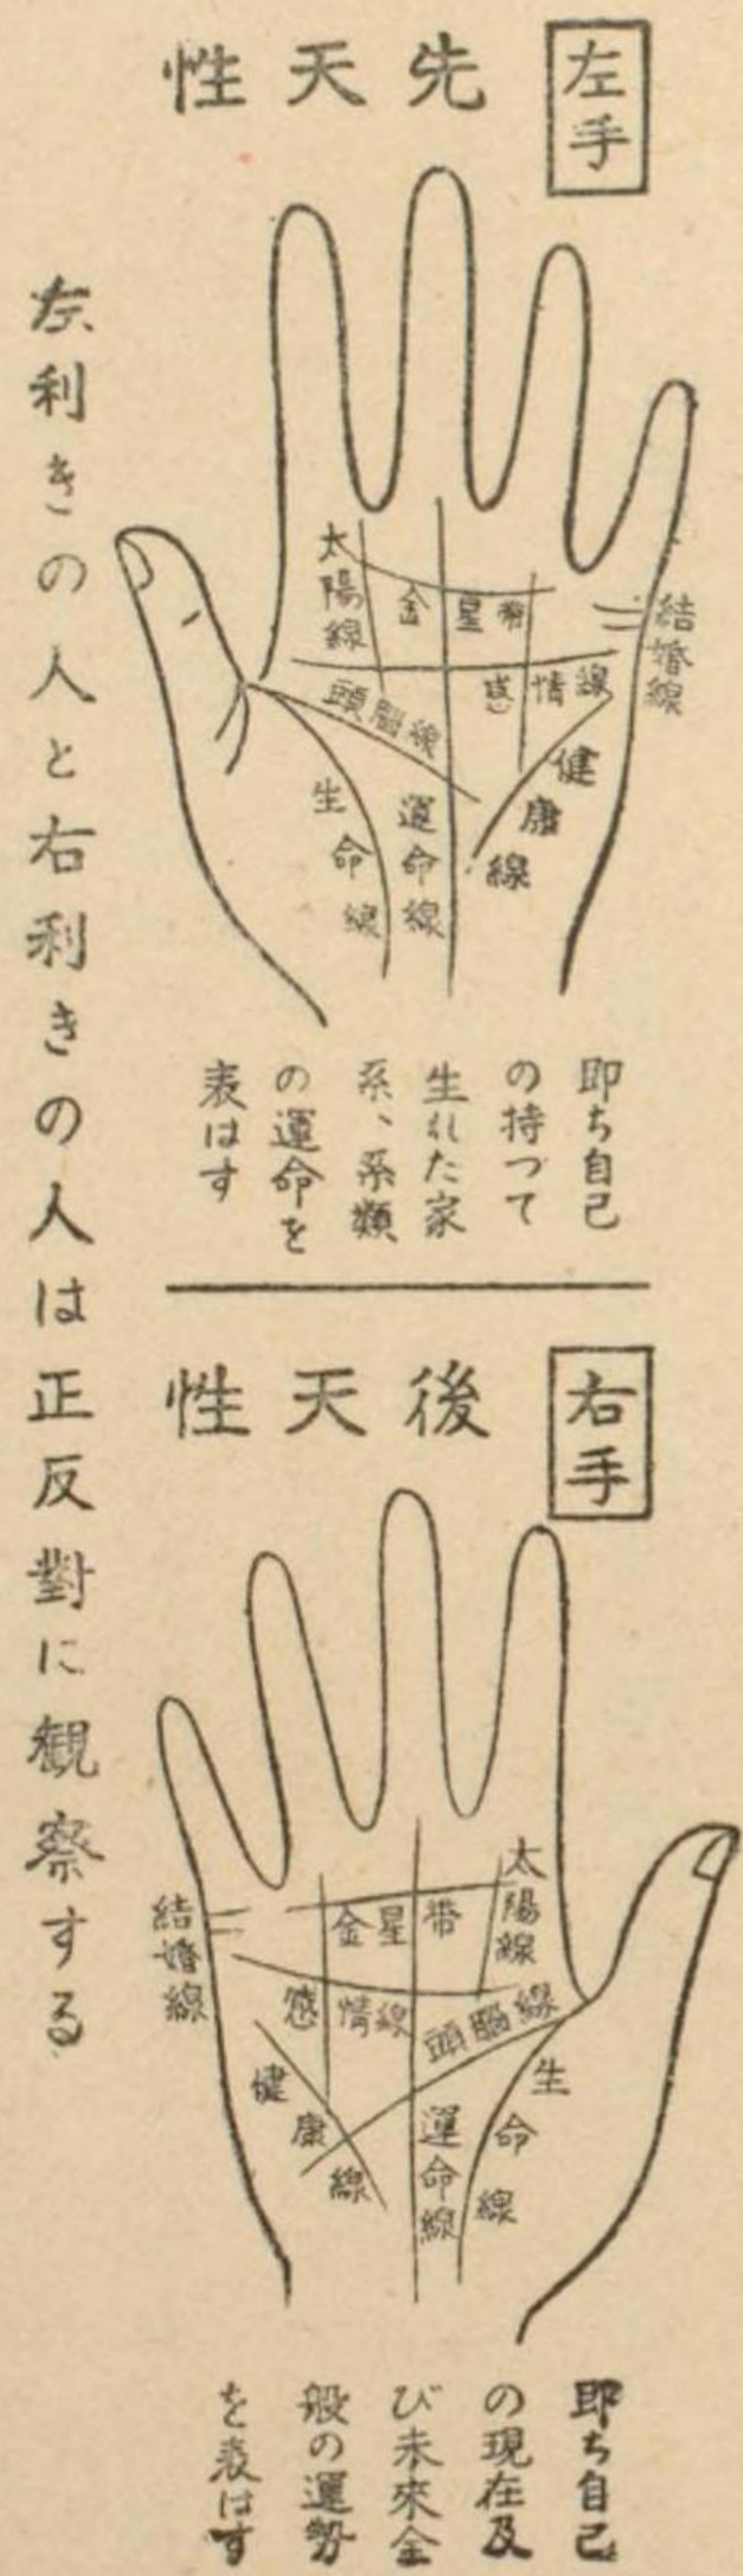 左手
先天性
太陽線
金星帯
結婚線
感情線
頭脳線
健康線
生命線
運命線
即ち自己
の持つて
生れた家
系、系類
の運命を
表はす
右手
後天性
太陽線
金星帯
結婚線
感情線
頭脳線
健康線
生命線
運命線
即ち自己
の現在及
び未來全
般の運勢
を表はす
左利きの人と右利きの人は正反對に観察する